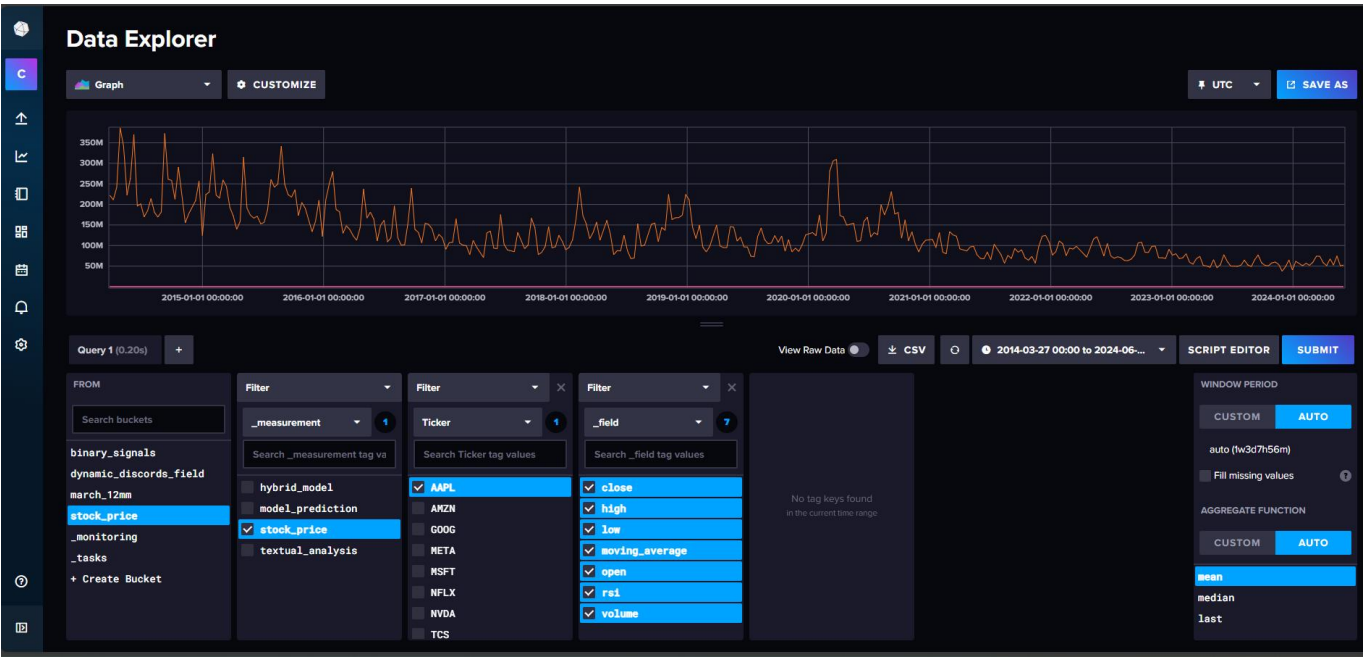 Data Explorer
C
Graph
CUSTOMIZE
UTC
SAVE AS
350M
300M
250M
200M
150M
100M
50M
2015-01-01 00:00:00
2016-01-01 00:00:00
2017-01-01 00:00:00
2018-01-01 00:00:00
2019-01-01 00:00:00
2020-01-01 00:00:00
2021-01-01 00:00:00
2022-01-01 00:00:00
2023-01-01 00:00:00
2024-01-01 00:00:00
Query 1 (0.20s)
+
View Raw Data
CSV
2014-03-27 00:00 to 2024-06-...
SCRIPT EDITOR
SUBMIT
FROM
Search buckets
binary_signals
dynamic_discords_field
march_12mm
stock_price
_monitoring
_tasks
+ Create Bucket
Filter
_measurement
1
Search _measurement tag va
hybrid_model
model_prediction
stock_price
textual_analysis
Filter
Ticker
1
Search Ticker tag values
AAPL
AMZN
GOOG
META
MSFT
NFLX
NVDA
TCS
Filter
_field
7
Search _field tag values
close
high
low
moving_average
open
rsi
volume
No tag keys found
in the current time range
WINDOW PERIOD
CUSTOM
AUTO
auto (1w3d7h56m)
Fill missing values
?
AGGREGATE FUNCTION
CUSTOM
AUTO
mean
median
last